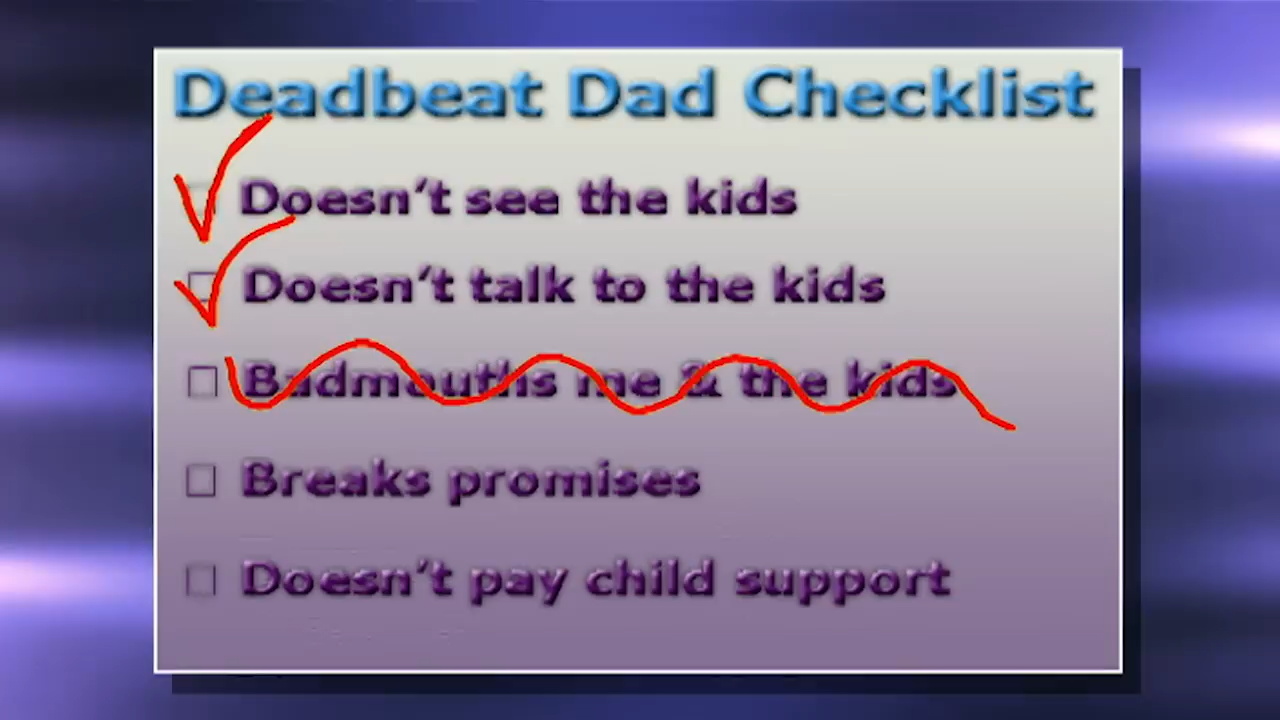 Deadbeat Dad Checklist
Doesn't see the kids
Doesn't talk to the kids
Badmouths me & the kids
Breaks promises
Doesn't pay child support